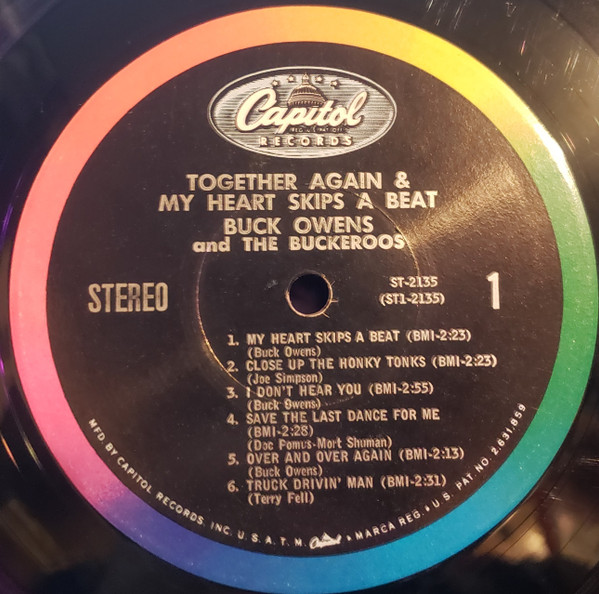 Capitol
RECORDS
TOGETHER AGAIN &
MY HEART SKIPS A BEAT
BUCK OWENS
and THE BUCKEROOS
STEREO
ST-2135
(ST1-2135)
1
1. MY HEART SKIPS A BEAT (BMI-2:23)
(Buck Owens)
2. CLOSE UP THE HONKY TONKS (BMI-2:23)
(Joe Simpson)
3. I DON'T HEAR YOU (BMI-2:55)
(Buck Owens)
4. SAVE THE LAST DANCE FOR ME
(BMI-2:28)
(Doc Pomus-Mort Shuman)
5. OVER AND OVER AGAIN (BMI-2:13)
(Buck Owens)
6. TRUCK DRIVIN' MAN (BMI-2:31)
(Terry Fell)
MFD. BY CAPITOL RECORDS, INC. U. S. A. T. M. Capitol • MARCA REG. • U. S. PAT. NO. 2,631,859